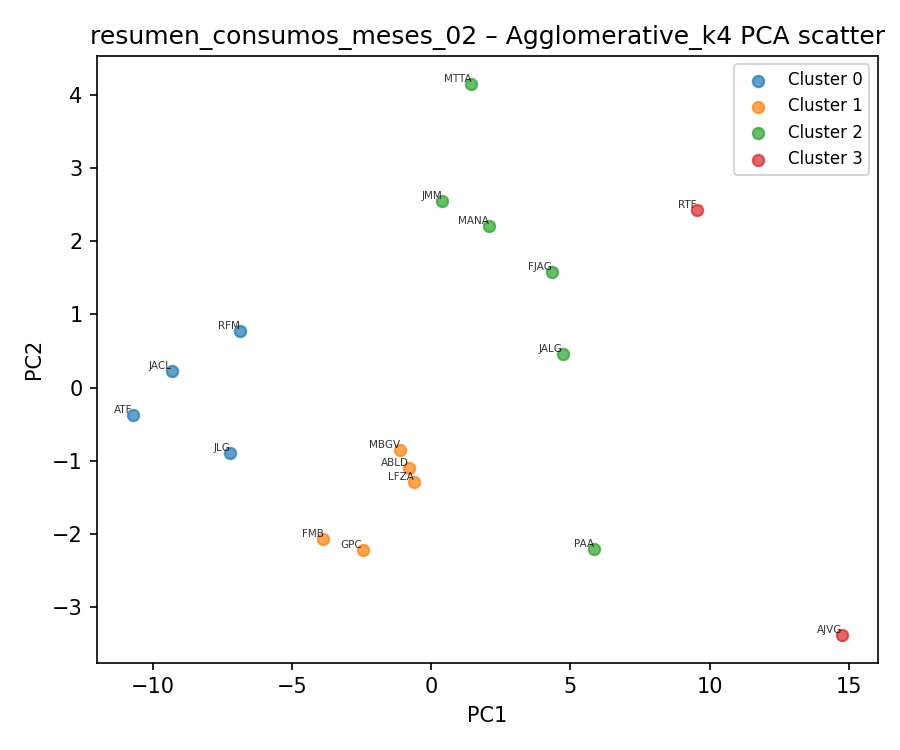 resumen_consumos_meses_02 – Agglomerative_k4 PCA scatter
Cluster 0
Cluster 1
Cluster 2
Cluster 3
MTTA
JMM
MANA
RTF
FJAG
RFM
JALG
JACL
ATF
JLG
MBGV
ABLD
LFZA
FMB
GPC
PAA
AJVG
4
3
2
1
0
−1
−2
−3
PC2
−10
−5
0
5
10
15
PC1